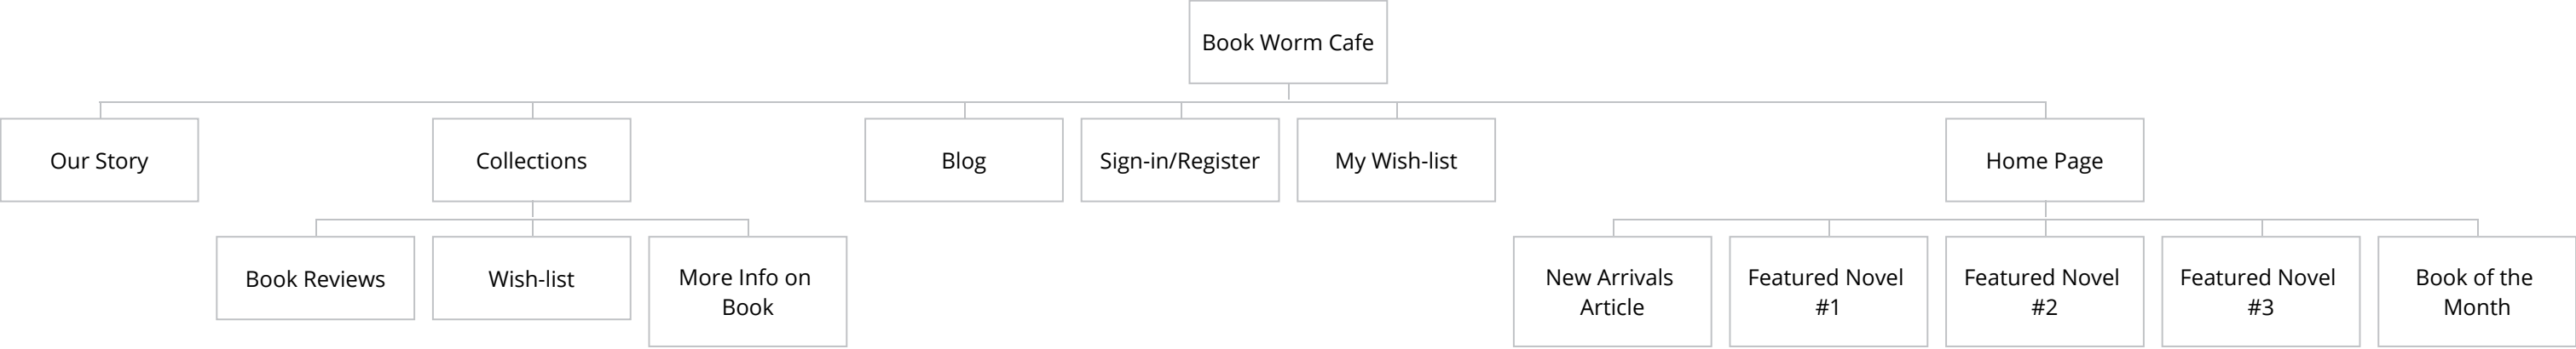 Book Worm Cafe
Our Story
Collections
Blog
Sign-in/Register
My Wish-list
Home Page
Book Reviews
Wish-list
More Info on
Book
New Arrivals
Article
Featured Novel
#1
Featured Novel
#2
Featured Novel
#3
Book of the
Month